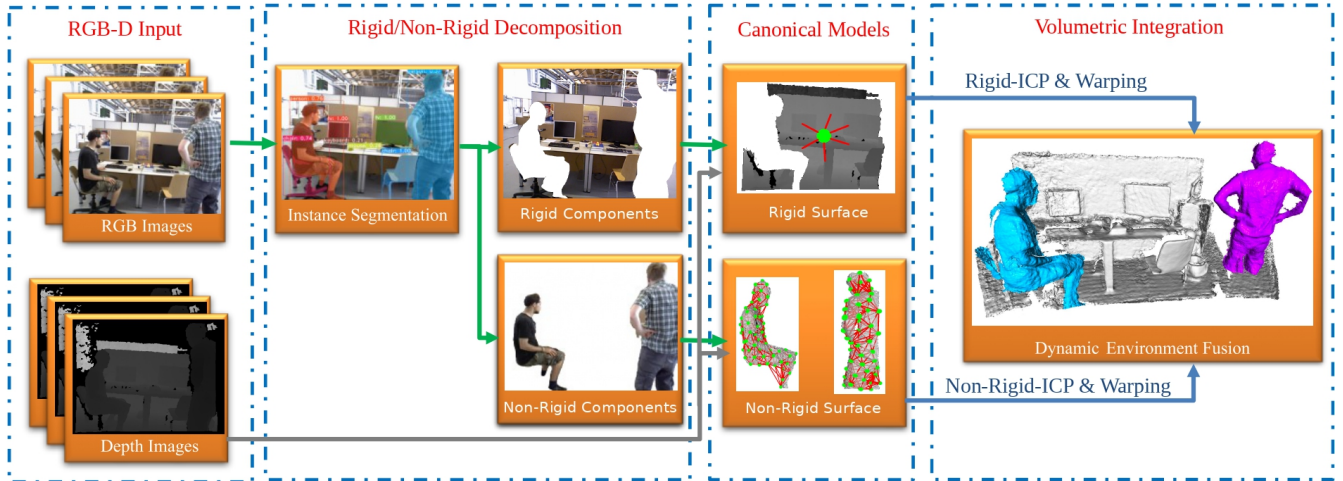 RGB-D Input
Rigid/Non-Rigid Decomposition
Canonical Models
Volumetric Integration
RGB Images
Instance Segmentation
Rigid Components
Rigid Surface
Rigid-ICP & Warping
Depth Images
Non-Rigid Components
Non-Rigid Surface
Dynamic Environment Fusion
Non-Rigid-ICP & Warping